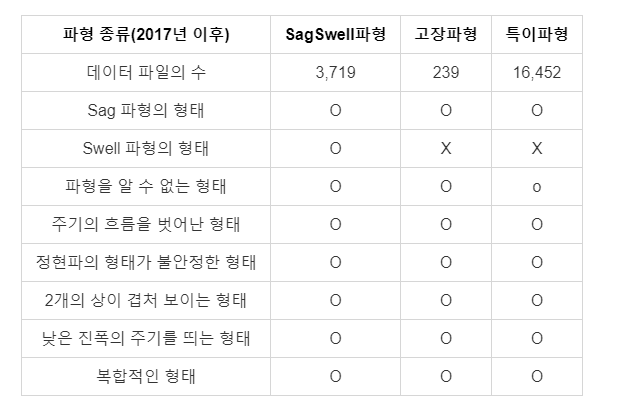 파형 종류(2017년 이후) SagSwell파형 고장파형 특이파형
데이터 파일의 수 3,719 239 16,452
Sag 파형의 형태 O O O
Swell 파형의 형태 O X X
파형을 알 수 없는 형태 O O o
주기의 흐름을 벗어난 형태 O O O
정현파의 형태가 불안정한 형태 O O O
2개의 상이 겹처 보이는 형태 O O O
낮은 진폭의 주기를 띄는 형태 O O O
복합적인 형태 O O O